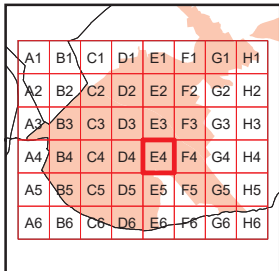 A1 B1 C1 D1 E1 F1 G1 H1
A2 B2 C2 D2 E2 F2 G2 H2
A3 B3 C3 D3 E3 F3 G3 H3
A4 B4 C4 D4 E4 F4 G4 H4
A5 B5 C5 D5 E5 F5 G5 H5
A6 B6 C6 D6 E6 F6 G6 H6